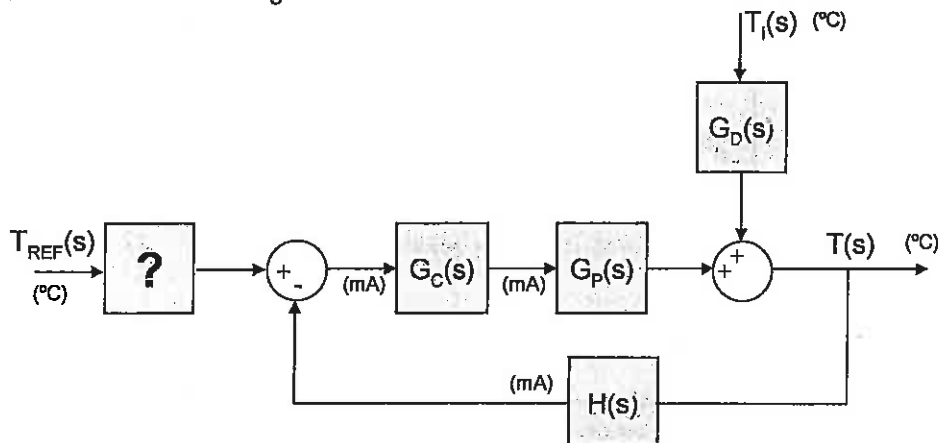 T_I(s) (ºC)
G_D(s)
T_REF(s)
(ºC)
?
+
-
(mA)
G_C(s)
(mA)
G_P(s)
+
+
T(s) (ºC)
(mA)
H(s)